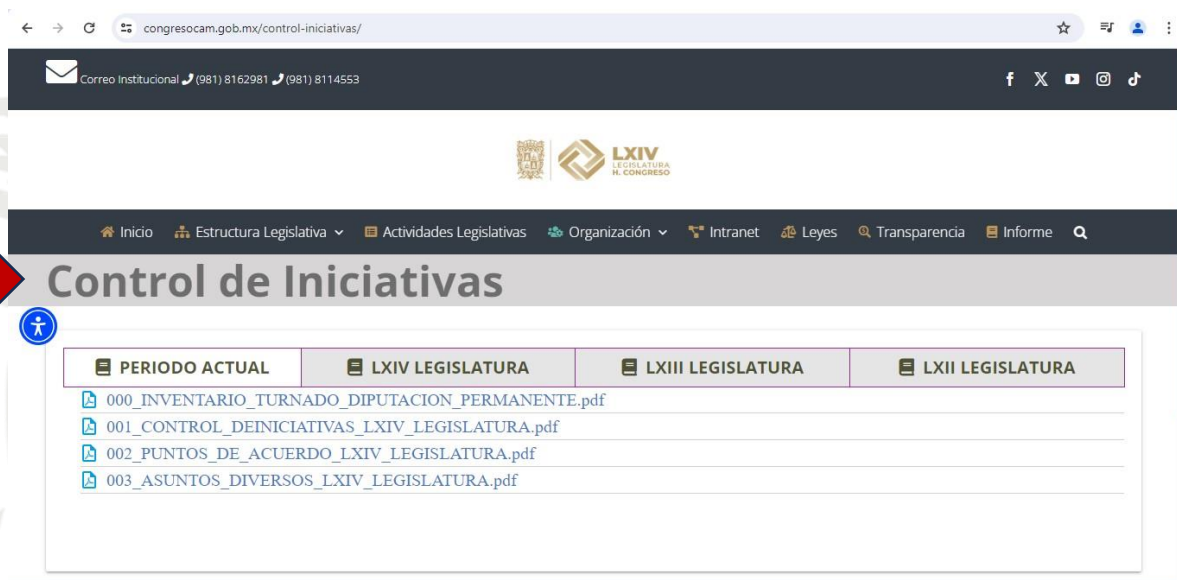 congresocam.gob.mx/control-iniciativas/
Correo Institucional (981) 8162981 (981) 8114553
LXIV
LEGISLATURA
H. CONGRESO
Inicio Estructura Legislativa Actividades Legislativas Organización Intranet Leyes Transparencia Informe
Control de Iniciativas
PERIODO ACTUAL LXIV LEGISLATURA LXIII LEGISLATURA LXII LEGISLATURA
000_INVENTARIO_TURNADO_DIPUTACION_PERMANENTE.pdf
001_CONTROL_DEINICIATIVAS_LXIV_LEGISLATURA.pdf
002_PUNTOS_DE_ACUERDO_LXIV_LEGISLATURA.pdf
003_ASUNTOS_DIVERSOS_LXIV_LEGISLATURA.pdf